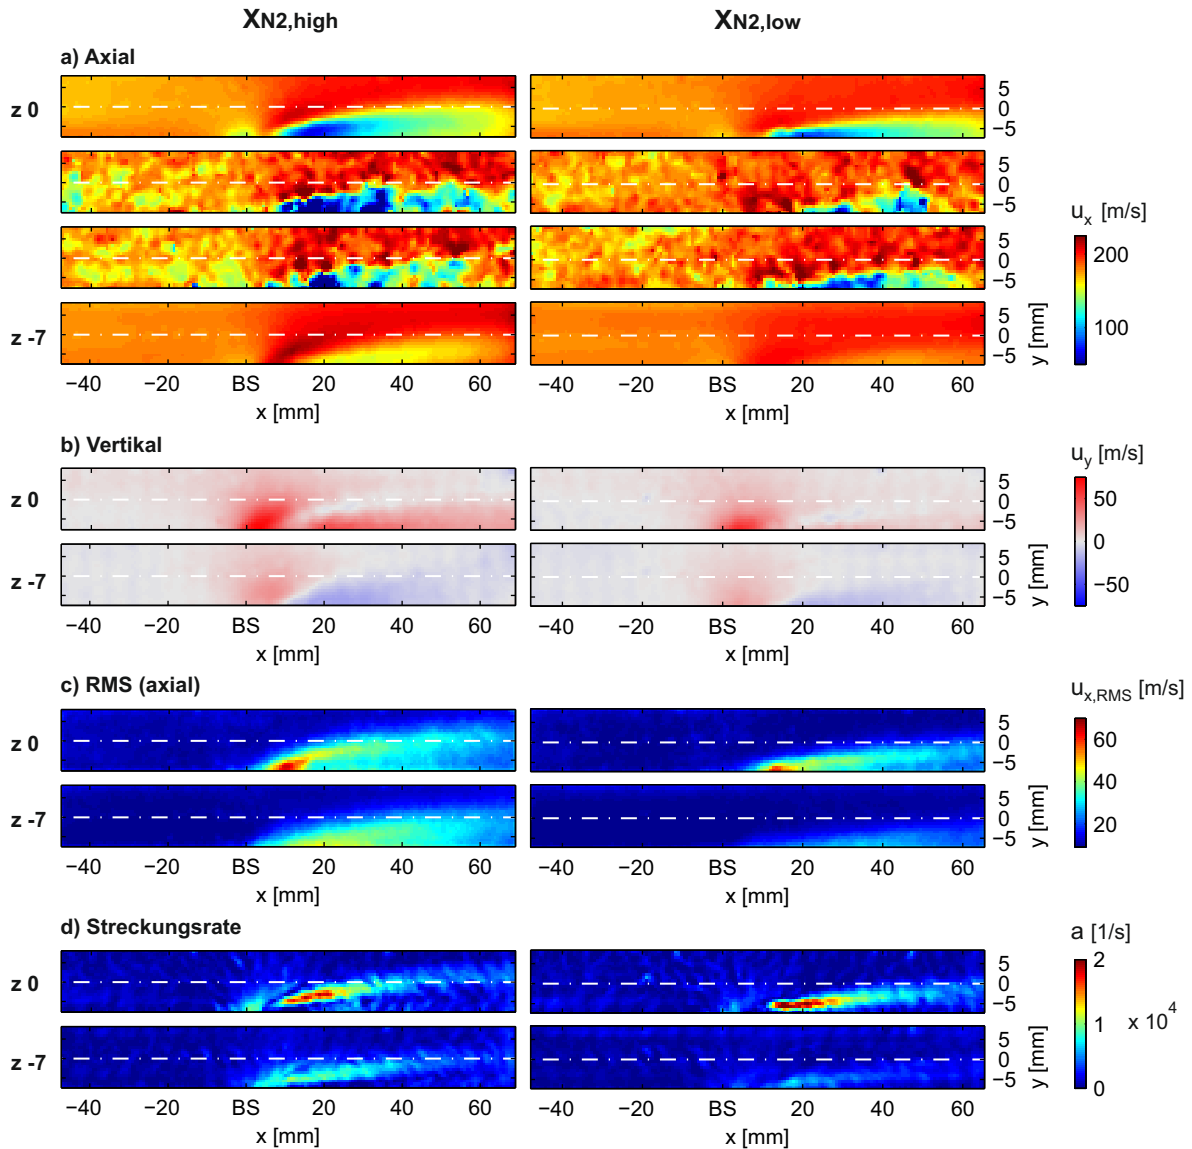 XN2,high XN2,low
a) Axial
z 0
5
0
−5
5
0
−5
5
0
−5
z -7
5
0
−5
y [mm]
−40 −20 BS 20 40 60
x [mm]
−40 −20 BS 20 40 60
x [mm]
ux [m/s]
200
100
b) Vertikal
z 0
5
0
−5
z -7
5
0
−5
y [mm]
−40 −20 BS 20 40 60
x [mm]
−40 −20 BS 20 40 60
x [mm]
uy [m/s]
50
0
−50
c) RMS (axial)
z 0
5
0
−5
z -7
5
0
−5
y [mm]
−40 −20 BS 20 40 60
x [mm]
−40 −20 BS 20 40 60
x [mm]
ux,RMS [m/s]
60
40
20
d) Streckungsrate
z 0
5
0
−5
z -7
5
0
−5
y [mm]
−40 −20 BS 20 40 60
x [mm]
−40 −20 BS 20 40 60
x [mm]
a [1/s]
2
1
0
x 10^4